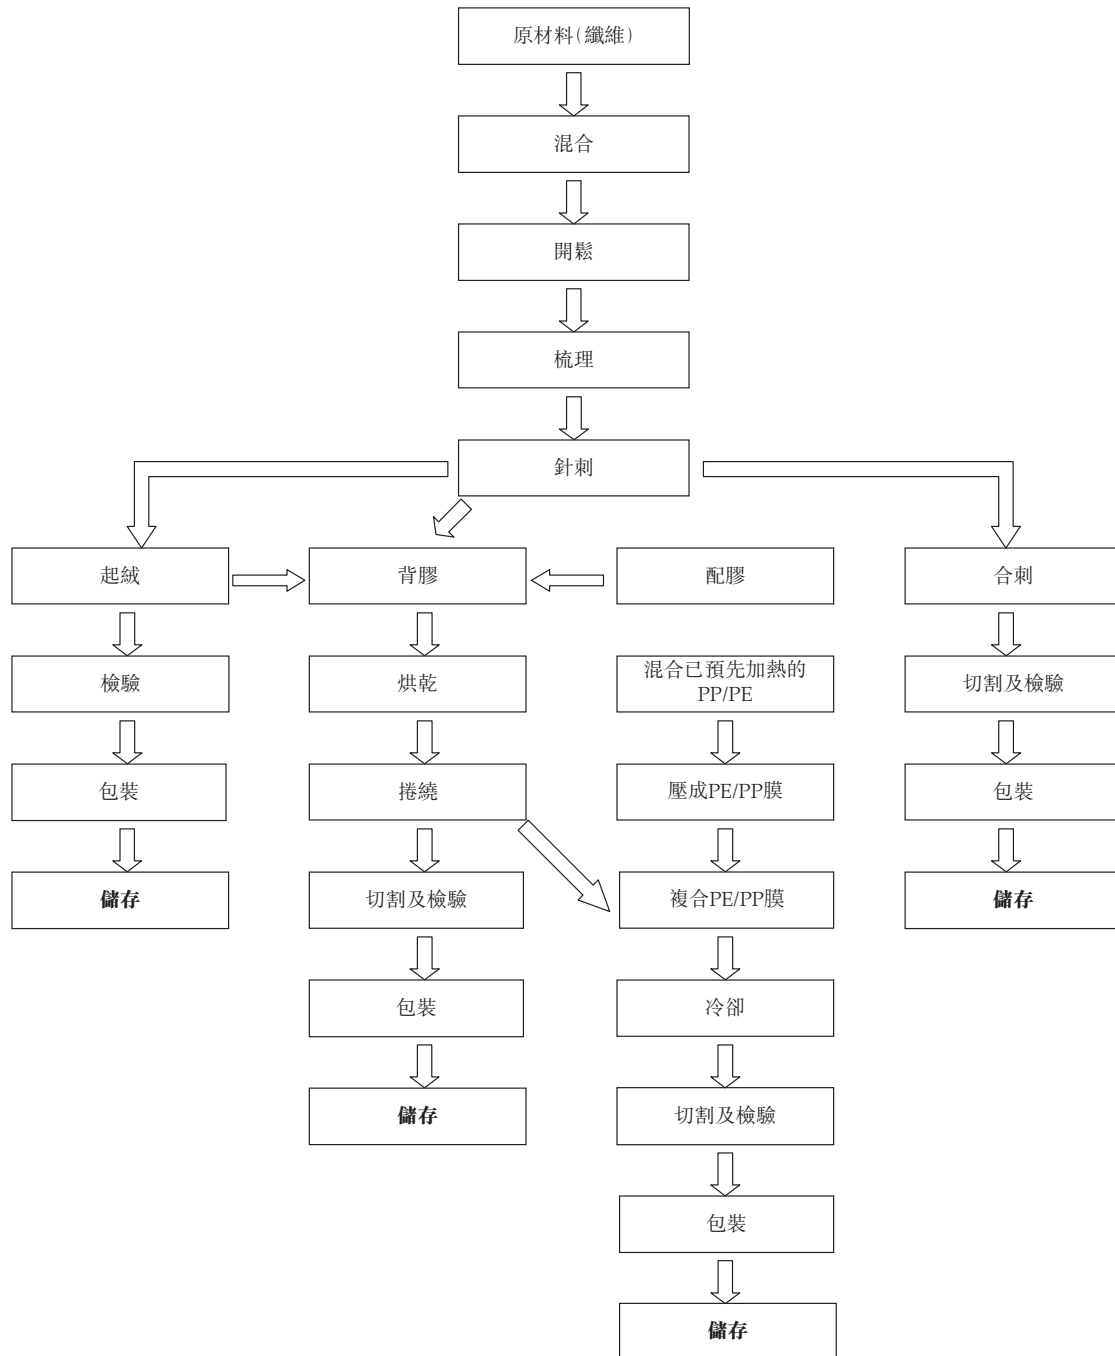 原材料(纖維)
混合
開鬆
梳理
針刺
起絨
背膠
配膠
合刺
檢驗
烘乾
混合已預先加熱的
PP/PE
切割及檢驗
包裝
捲繞
壓成PE/PP膜
包裝
儲存
切割及檢驗
複合PE/PP膜
儲存
包裝
冷卻
儲存
切割及檢驗
包裝
儲存